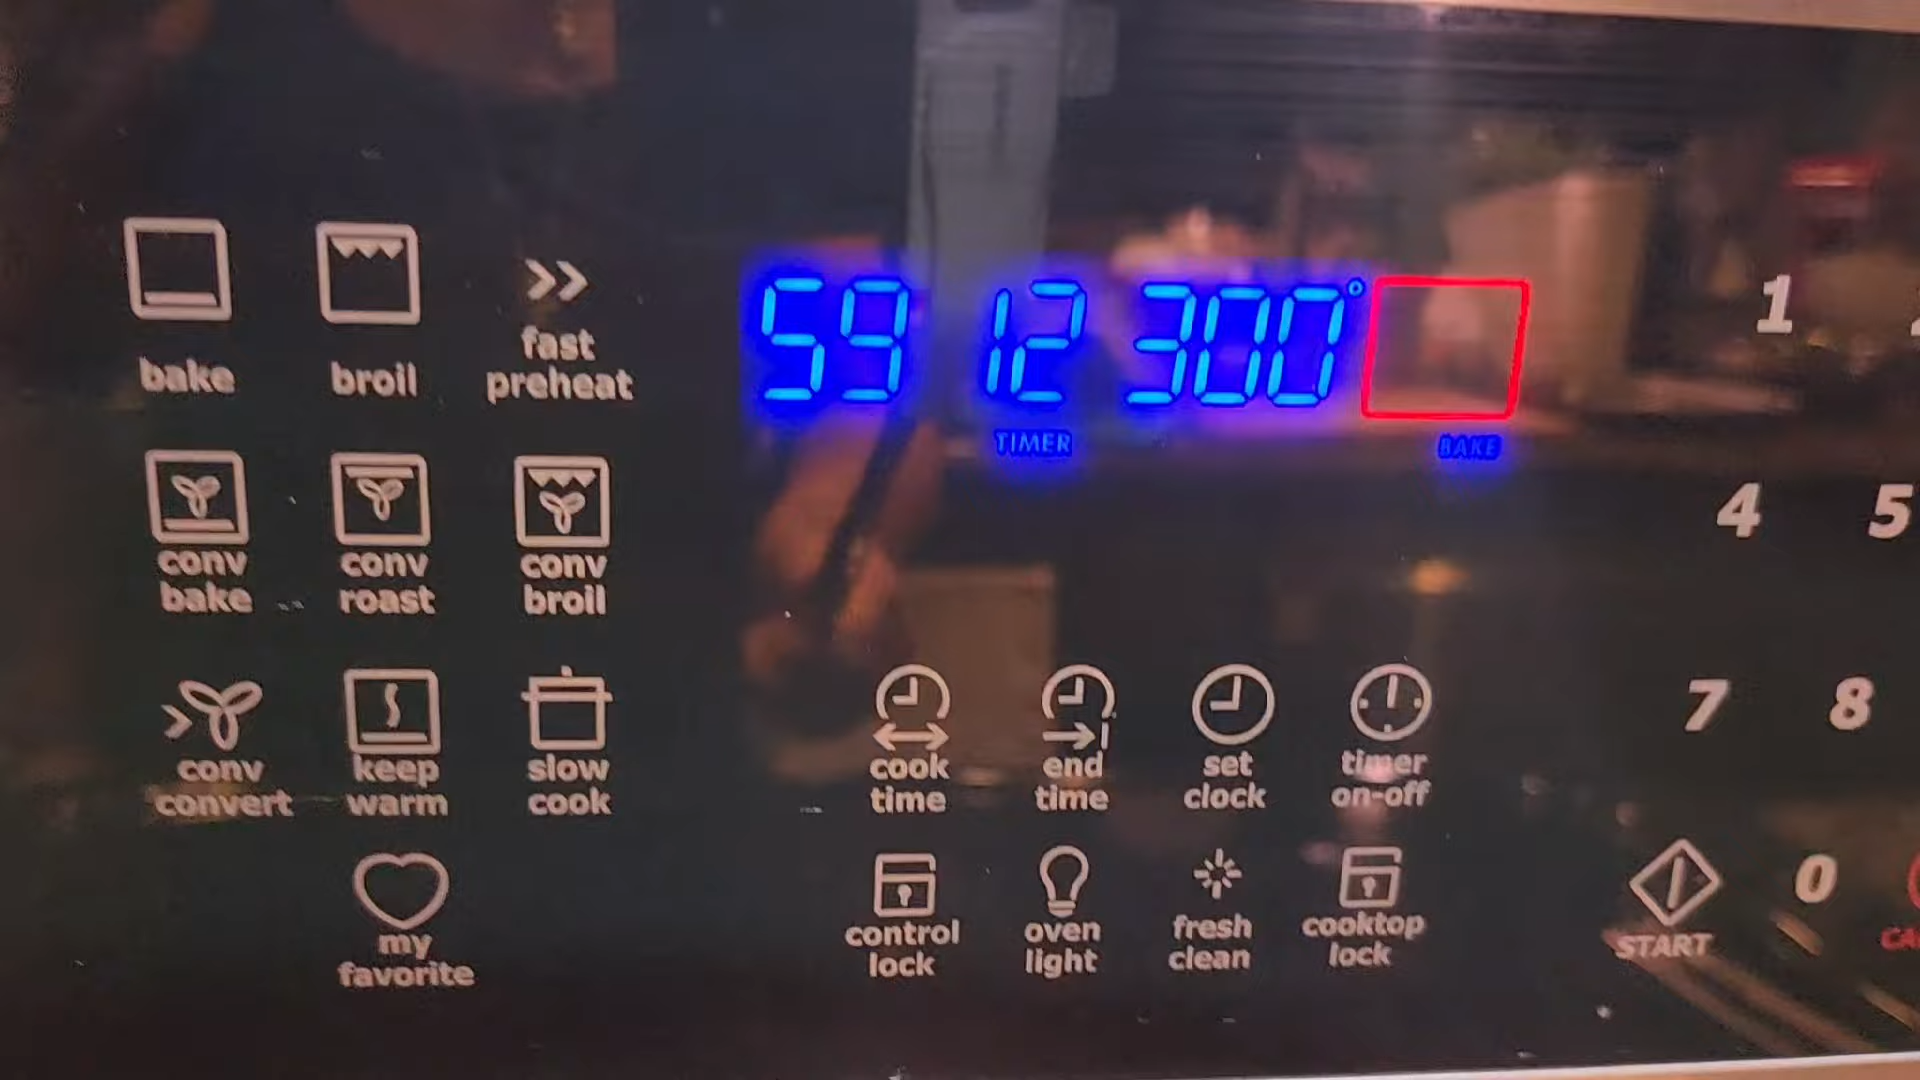 59 12 300°
TIMER
BAKE
bake
broil
fast
preheat
conv
bake
conv
roast
conv
broil
conv
convert
keep
warm
slow
cook
my
favorite
cook
time
end
time
set
clock
timer
on-off
control
lock
oven
light
fresh
clean
cooktop
lock
1
4 5
7 8
0
START